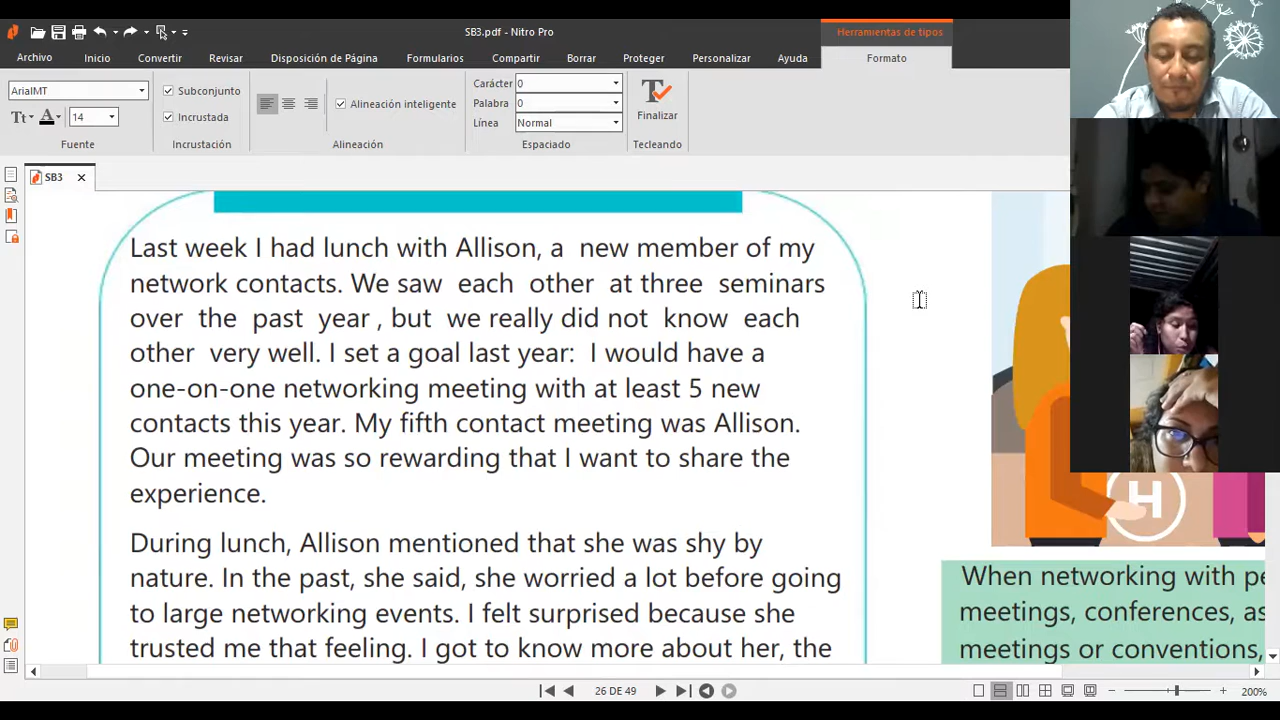 SB3.pdf - Nitro Pro
Herramientas de tipos
Archivo Inicio Convertir Revisar Disposición de Página Formularios Compartir Borrar Proteger Personalizar Ayuda Formato
ArialMT
14
Fuente
Subconjunto
Incrustada
Incrustación
Alineación inteligente
Alineación
Carácter 0
Palabra 0
Línea Normal
Espaciado
Finalizar
Tecleando
SB3
Last week I had lunch with Allison, a new member of my
network contacts. We saw each other at three seminars
over the past year , but we really did not know each
other very well. I set a goal last year: I would have a
one-on-one networking meeting with at least 5 new
contacts this year. My fifth contact meeting was Allison.
Our meeting was so rewarding that I want to share the
experience.
During lunch, Allison mentioned that she was shy by
nature. In the past, she said, she worried a lot before going
to large networking events. I felt surprised because she
trusted me that feeling. I got to know more about her, the
H
When networking with pe
meetings, conferences, as
meetings or conventions,
26 DE 49
200%